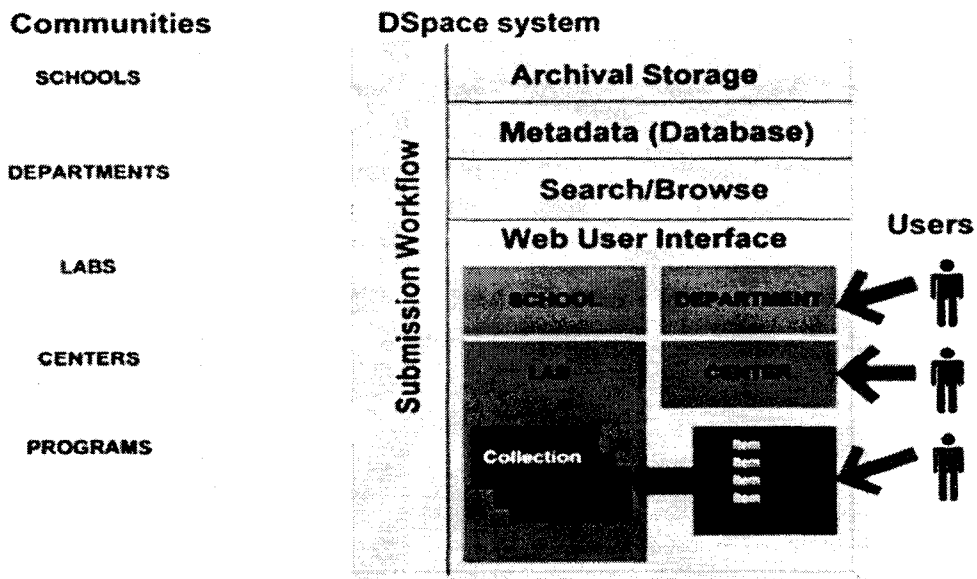 Communities
SCHOOLS
DEPARTMENTS
LABS
CENTERS
PROGRAMS
DSpace system
Submission Workflow
Archival Storage
Metadata (Database)
Search/Browse
Web User Interface
SCHOOL
DEPARTMENT
LAB
CENTER
Collection
Users